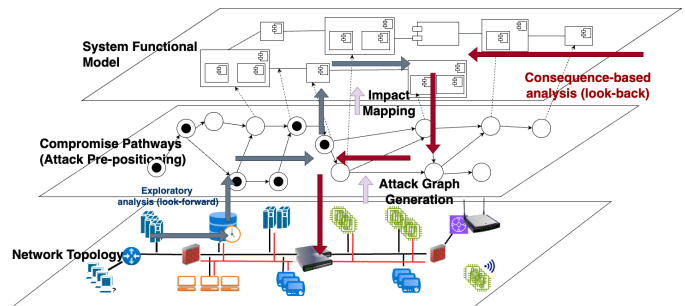 System Functional
Model
Consequence-based
analysis (look-back)
Impact
Mapping
Compromise Pathways
(Attack Pre-positioning)
Exploratory
analysis (look-forward)
Attack Graph
Generation
Network Topology
?